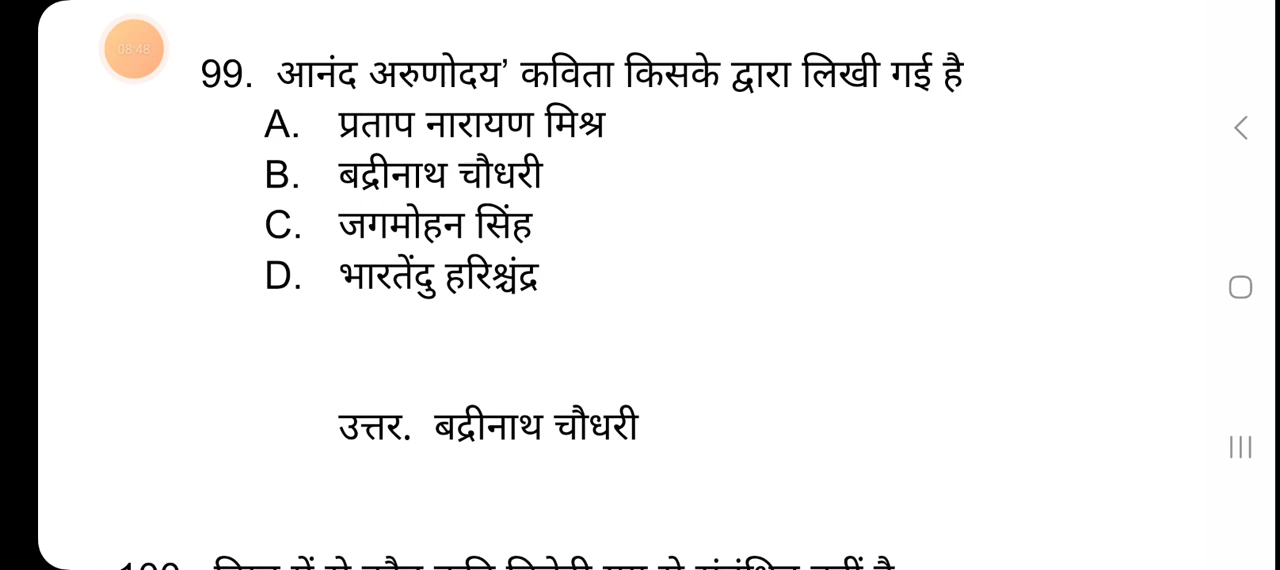 08:48
99. आनंद अरुणोदय’ कविता किसके द्वारा लिखी गई है
A. प्रताप नारायण मिश्र
B. बद्रीनाथ चौधरी
C. जगमोहन सिंह
D. भारतेंदु हरिश्चंद्र
उत्तर. बद्रीनाथ चौधरी